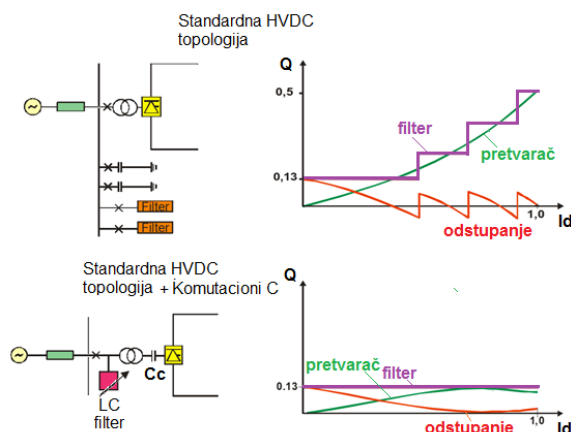 Standardna HVDC
topologija
Filter
Filter
Q
0,5
filter
pretvarač
0,13
1,0
Id
odstupanje
Standardna HVDC
topologija + Komutacioni C
Cc
LC
filter
Q
pretvarač
filter
0.13
1,0
odstupanje
Id